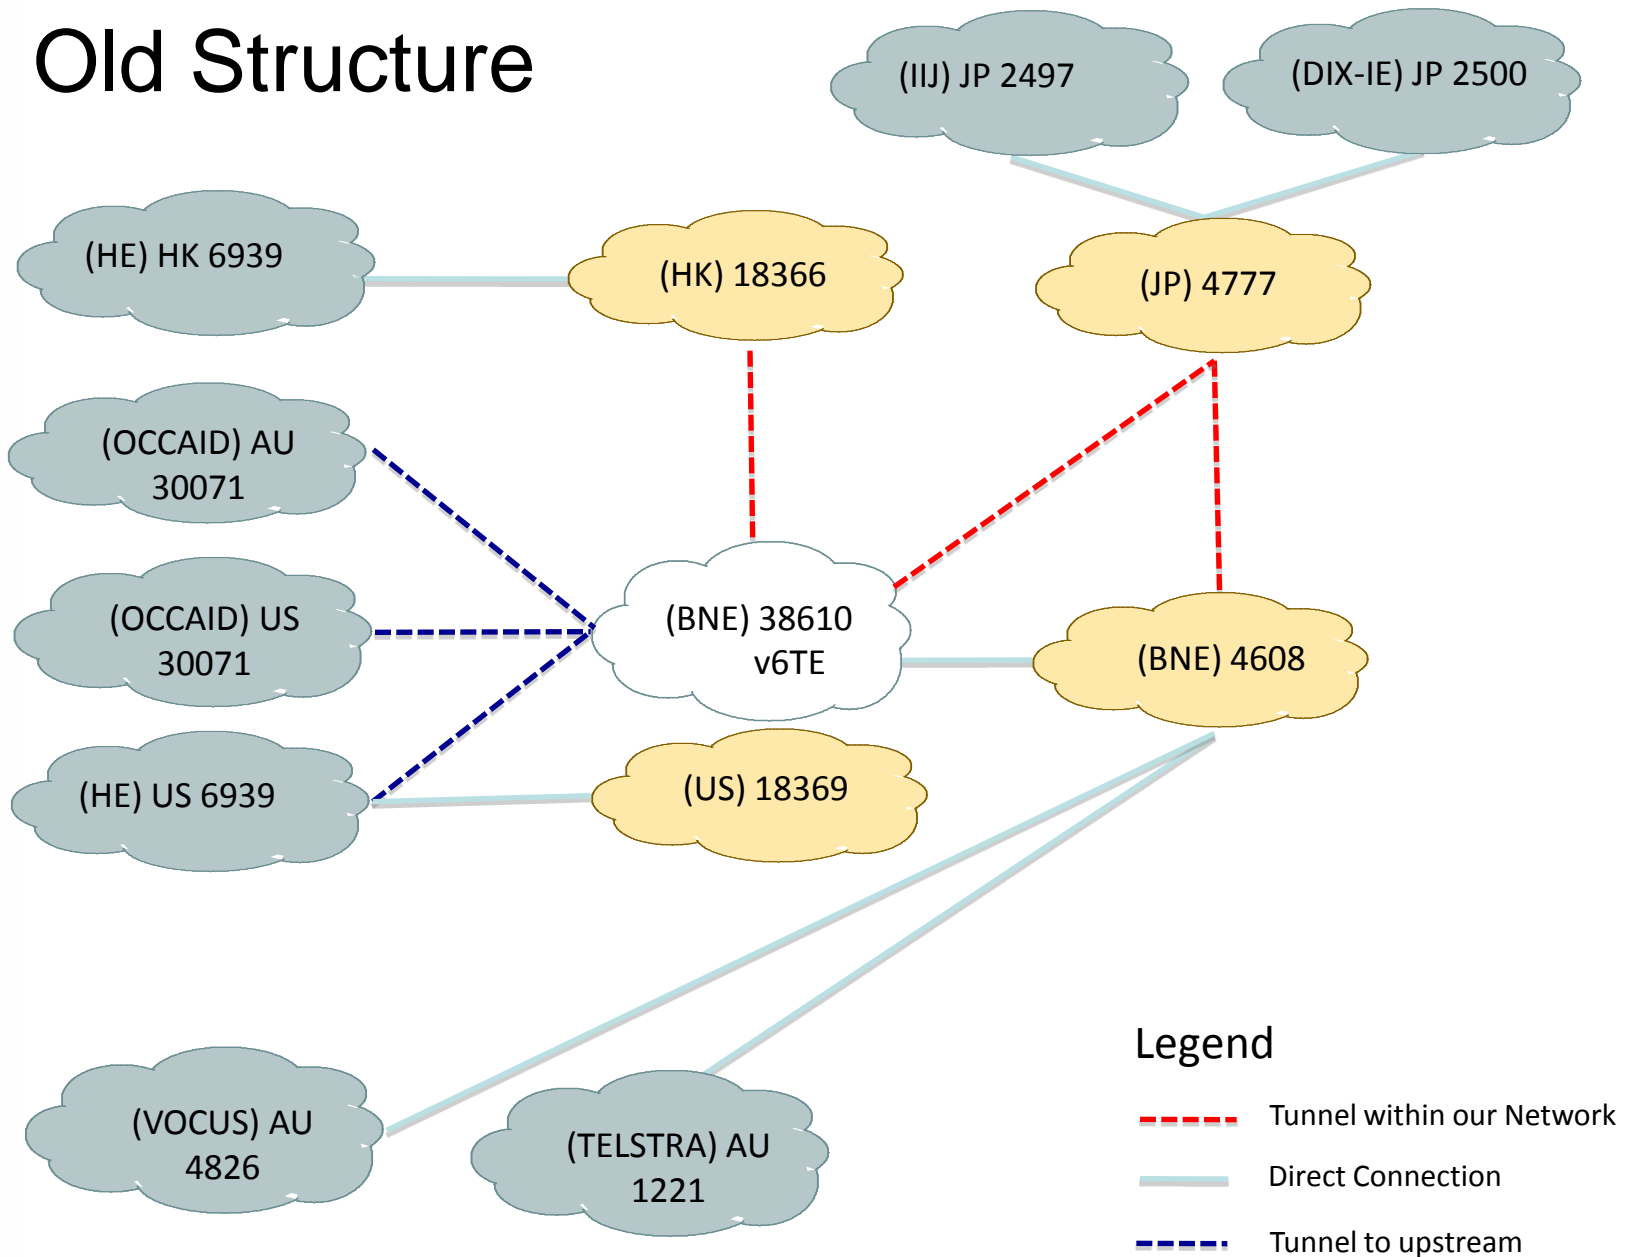 Old Structure
(IIJ) JP 2497
(DIX-IE) JP 2500
(HE) HK 6939
(HK) 18366
(JP) 4777
(OCCAID) AU
30071
(OCCAID) US
30071
(BNE) 38610
v6TE
(BNE) 4608
(HE) US 6939
(US) 18369
(VOCUS) AU
4826
(TELSTRA) AU
1221
Legend
Tunnel within our Network
Direct Connection
Tunnel to upstream